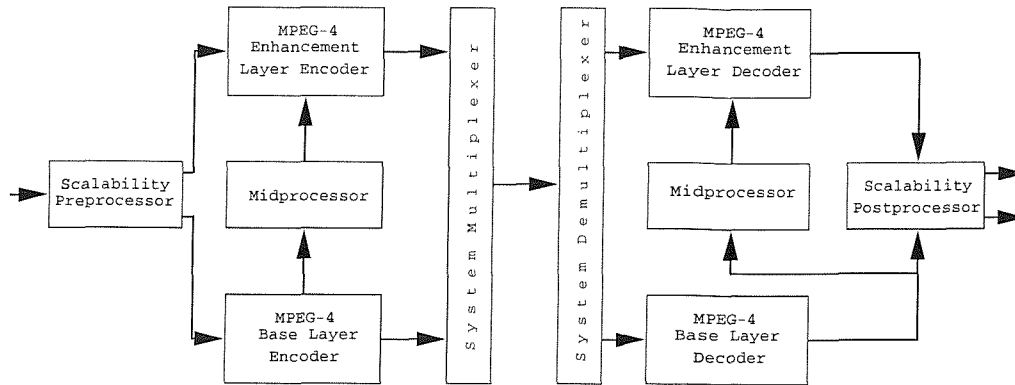 MPEG-4
Enhancement
Layer Encoder
MPEG-4
Enhancement
Layer Decoder
Scalability
Preprocessor
Midprocessor
System Multiplexer
System Demultiplexer
Midprocessor
Scalability
Postprocessor
MPEG-4
Base Layer
Encoder
MPEG-4
Base Layer
Decoder